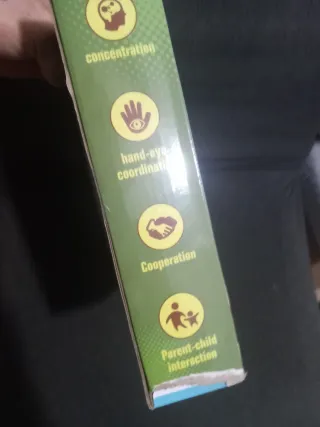 concentration
hand-eye
coordination
Cooperation
Parent-child
interaction